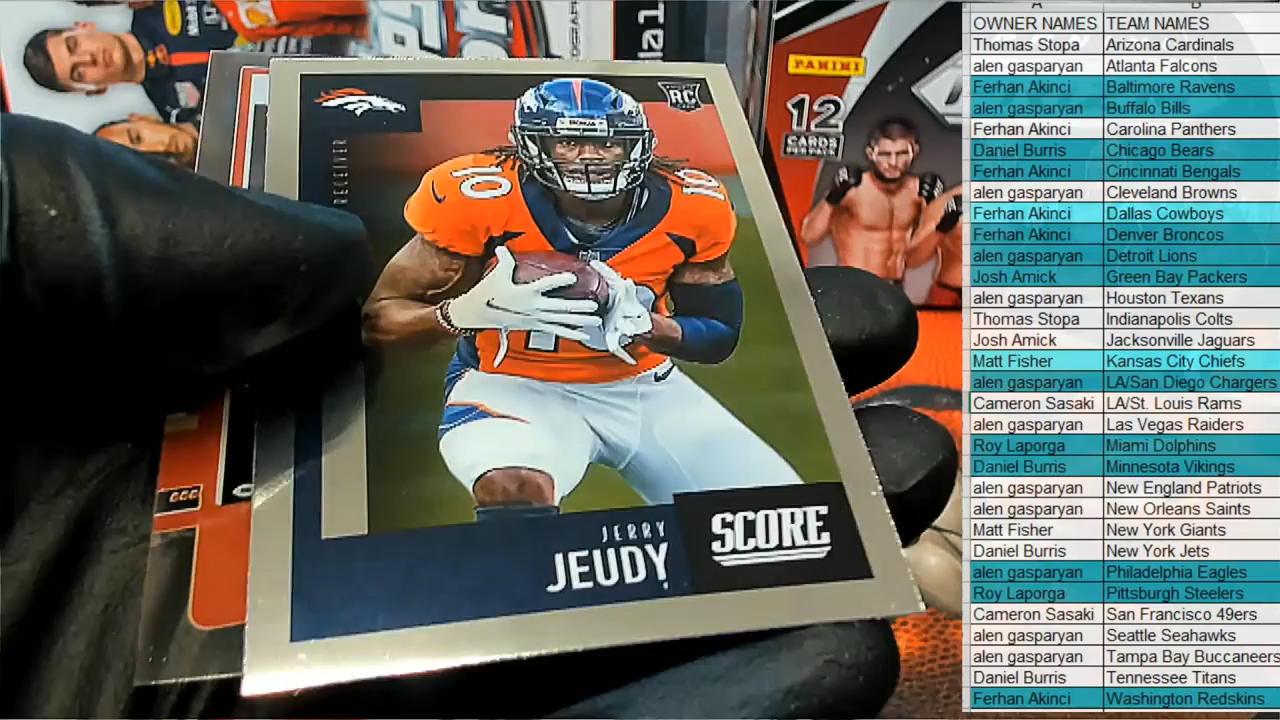 A B
OWNER NAMES TEAM NAMES
Thomas Stopa Arizona Cardinals
alen gasparyan Atlanta Falcons
Ferhan Akinci Baltimore Ravens
alen gasparyan Buffalo Bills
Ferhan Akinci Carolina Panthers
Daniel Burris Chicago Bears
Ferhan Akinci Cincinnati Bengals
alen gasparyan Cleveland Browns
Ferhan Akinci Dallas Cowboys
Ferhan Akinci Denver Broncos
alen gasparyan Detroit Lions
Josh Amick Green Bay Packers
alen gasparyan Houston Texans
Thomas Stopa Indianapolis Colts
Josh Amick Jacksonville Jaguars
Matt Fisher Kansas City Chiefs
alen gasparyan LA/San Diego Chargers
Cameron Sasaki LA/St. Louis Rams
alen gasparyan Las Vegas Raiders
Roy Laporga Miami Dolphins
Daniel Burris Minnesota Vikings
alen gasparyan New England Patriots
alen gasparyan New Orleans Saints
Matt Fisher New York Giants
Daniel Burris New York Jets
alen gasparyan Philadelphia Eagles
Roy Laporga Pittsburgh Steelers
Cameron Sasaki San Francisco 49ers
alen gasparyan Seattle Seahawks
alen gasparyan Tampa Bay Buccaneers
Daniel Burris Tennessee Titans
Ferhan Akinci Washington Redskins
PANINI
12
CARDS
PER PACK
RC
RECEIVER
10 10
JERRY
JEUDY
SCORE